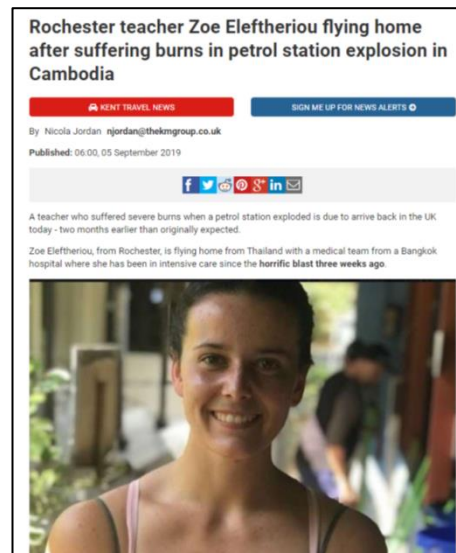 Rochester teacher Zoe Eleftheriou flying home
after suffering burns in petrol station explosion in
Cambodia
KENT TRAVEL NEWS
SIGN ME UP FOR NEWS ALERTS
By Nicola Jordan njordan@thekmgroup.co.uk
Published: 06:00, 05 September 2019
A teacher who suffered severe burns when a petrol station exploded is due to arrive back in the UK
today - two months earlier than originally expected.
Zoe Eleftheriou, from Rochester, is flying home from Thailand with a medical team from a Bangkok
hospital where she has been in intensive care since the horrific blast three weeks ago.